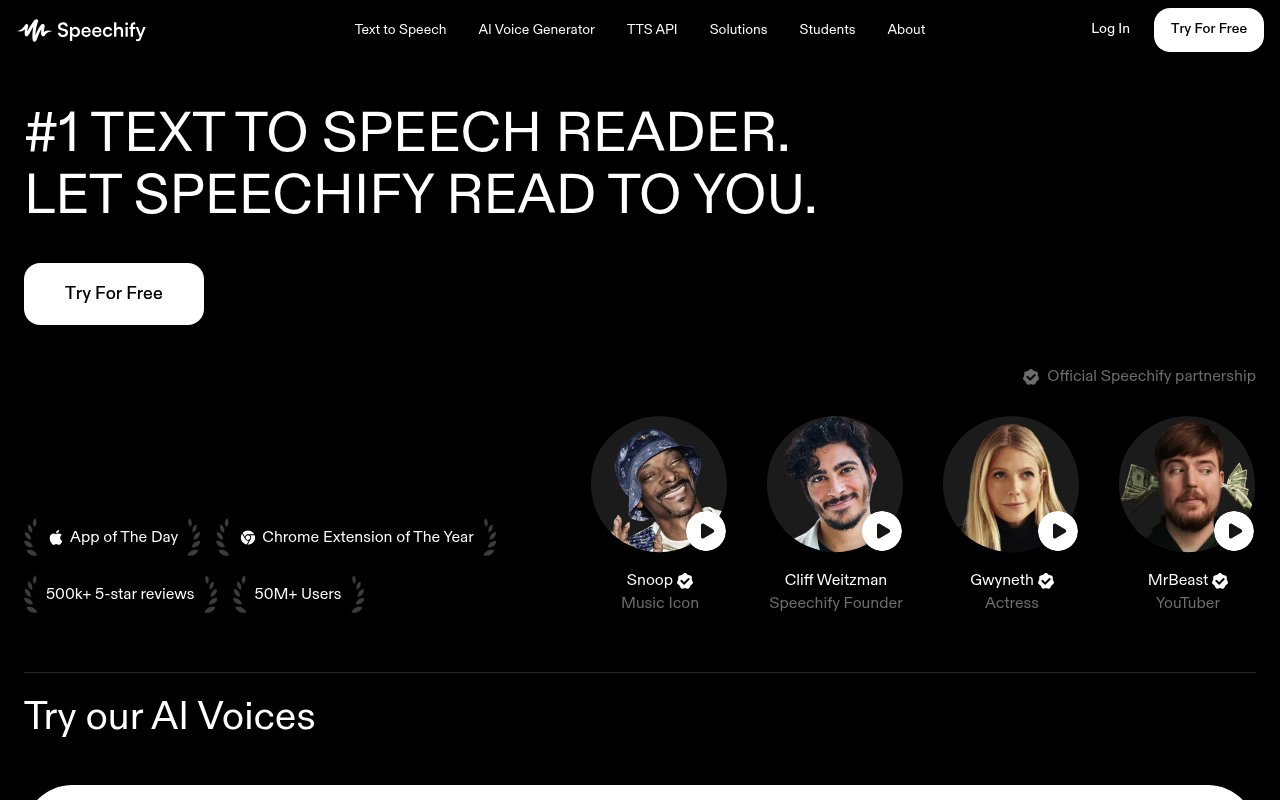 Speechify
Text to Speech
AI Voice Generator
TTS API
Solutions
Students
About
Log In
Try For Free
#1 TEXT TO SPEECH READER.
LET SPEECHIFY READ TO YOU.
Try For Free
Official Speechify partnership
App of The Day
Chrome Extension of The Year
500k+ 5-star reviews
50M+ Users
Snoop
Music Icon
Cliff Weitzman
Speechify Founder
Gwyneth
Actress
MrBeast
YouTuber
Try our AI Voices